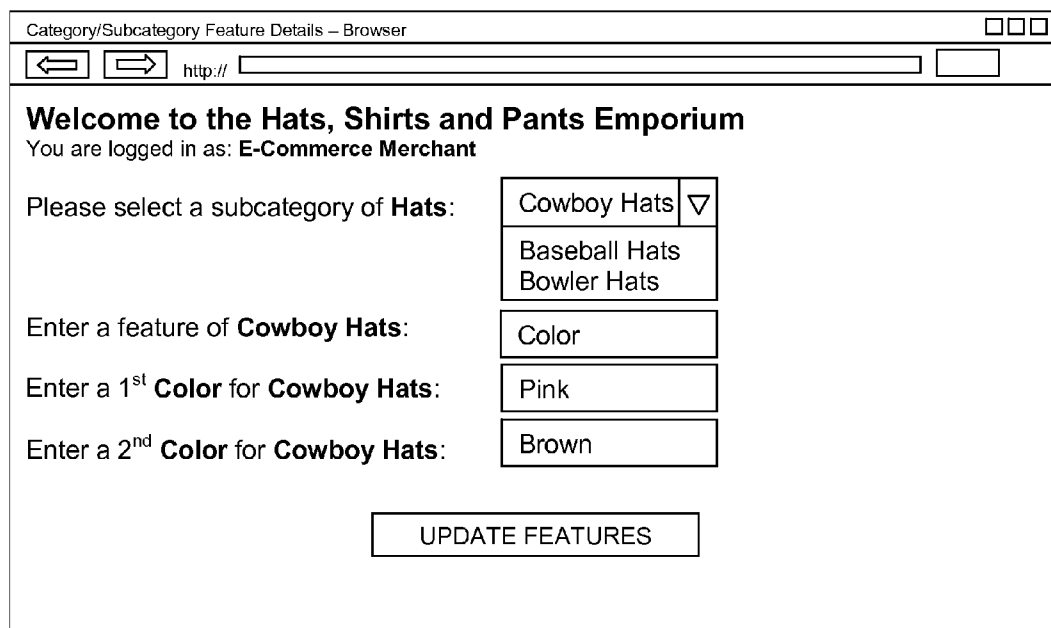 Category/Subcategory Feature Details – Browser
http://
Welcome to the Hats, Shirts and Pants Emporium
You are logged in as: E-Commerce Merchant
Please select a subcategory of Hats: Cowboy Hats
Baseball Hats
Bowler Hats
Enter a feature of Cowboy Hats: Color
Enter a 1st Color for Cowboy Hats: Pink
Enter a 2nd Color for Cowboy Hats: Brown
UPDATE FEATURES